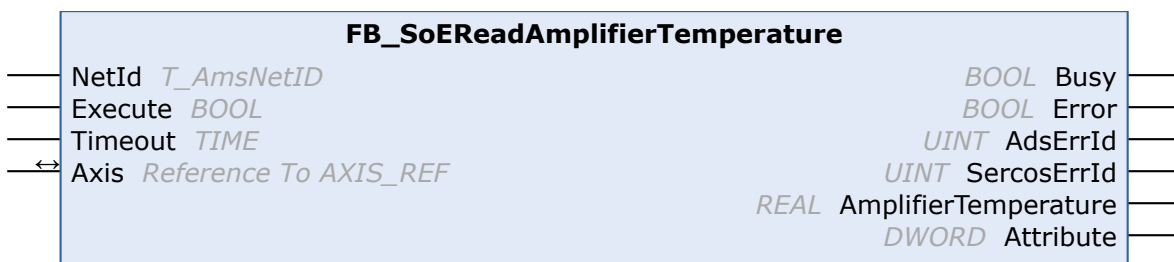 FB_SoEReadAmplifierTemperature
NetId T_AmsNetID BOOL Busy
Execute BOOL BOOL Error
Timeout TIME UINT AdsErrId
↔ Axis Reference To AXIS_REF UINT SercosErrId
REAL AmplifierTemperature
DWORD Attribute